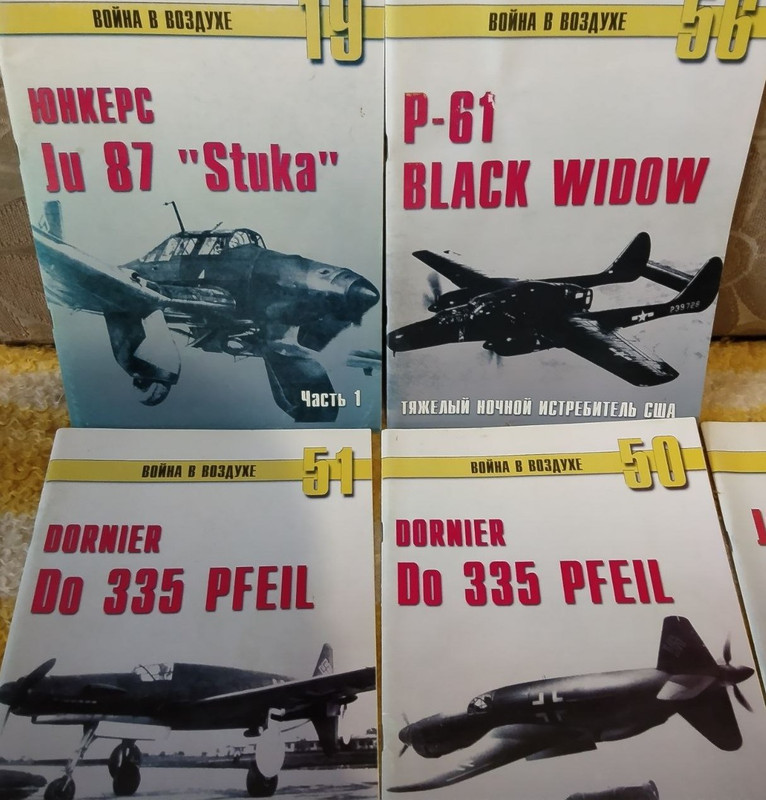 ВОЙНА В ВОЗДУХЕ 19
ЮНКЕРС
Ju 87 "Stuka"
Часть 1
ВОЙНА В ВОЗДУХЕ 56
P-61
BLACK WIDOW
239728
ТЯЖЕЛЫЙ НОЧНОЙ ИСТРЕБИТЕЛЬ США
ВОЙНА В ВОЗДУХЕ 51
DORNIER
Do 335 PFEIL
ВОЙНА В ВОЗДУХЕ 50
DORNIER
Do 335 PFEIL
J